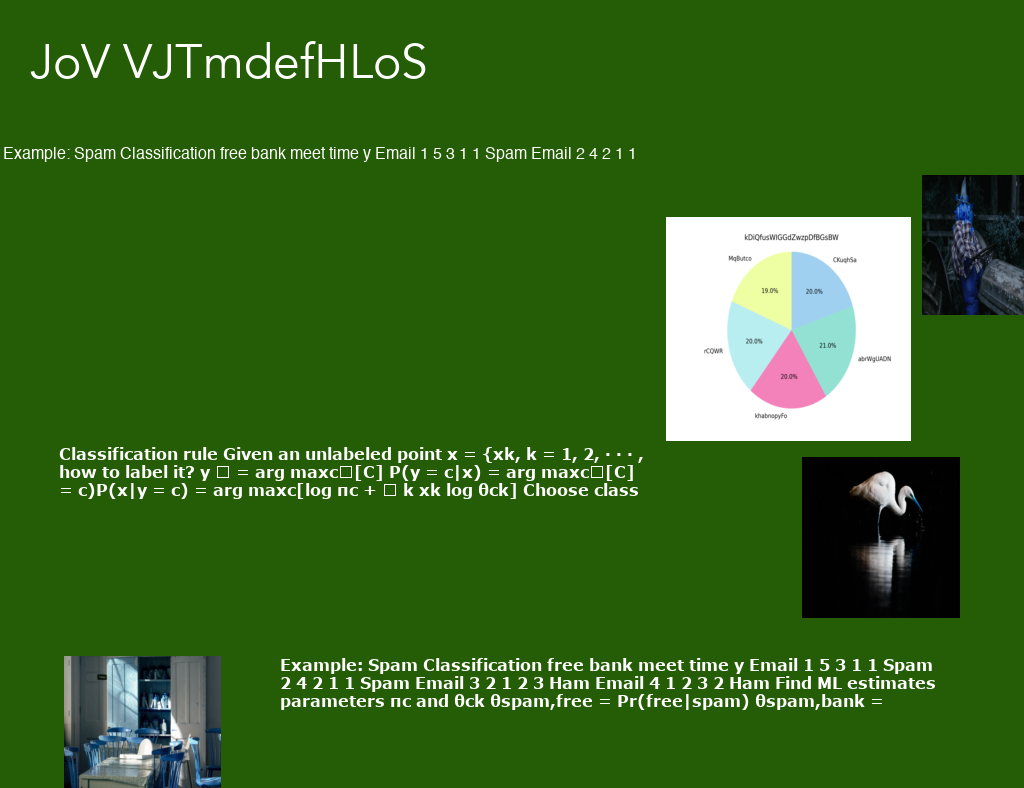 JoV VJTmdefHLoS
Example: Spam Classification free bank meet time y Email 1 5 3 1 1 Spam Email 2 4 2 1 1
kDiQfusWIGGdZwzpDfBGsBW
MqButco
CKuqhSa
19.0%
20.0%
rCQWR
20.0%
21.0%
abrWgUADN
20.0%
khabnopyFo
Classification rule Given an unlabeled point x = {xk, k = 1, 2, · · · ,
how to label it? y □ = arg maxc□[C] P(y = c|x) = arg maxc□[C]
= c)P(x|y = c) = arg maxc[log πc + □ k xk log θck] Choose class
Example: Spam Classification free bank meet time y Email 1 5 3 1 1 Spam
2 4 2 1 1 Spam Email 3 2 1 2 3 Ham Email 4 1 2 3 2 Ham Find ML estimates
parameters πc and θck θspam,free = Pr(free|spam) θspam,bank =